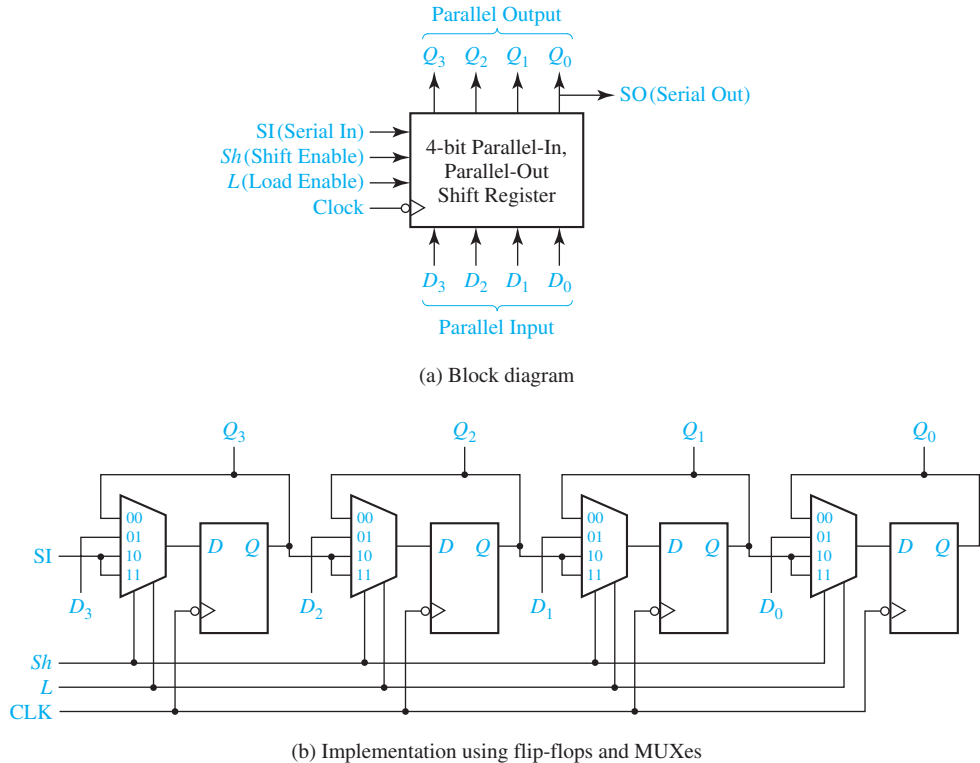 Parallel Output
Q3 Q2 Q1 Q0
SO (Serial Out)
SI (Serial In)
Sh (Shift Enable)
L (Load Enable)
Clock
4-bit Parallel-In,
Parallel-Out
Shift Register
D3 D2 D1 D0
Parallel Input
(a) Block diagram
Q3 Q2 Q1 Q0
00 00 00 00
01 01 01 01
SI 10 D Q 10 D Q 10 D Q 10 D Q
11 11 11 11
D3 D2 D1 D0
Sh
L
CLK
(b) Implementation using flip-flops and MUXes